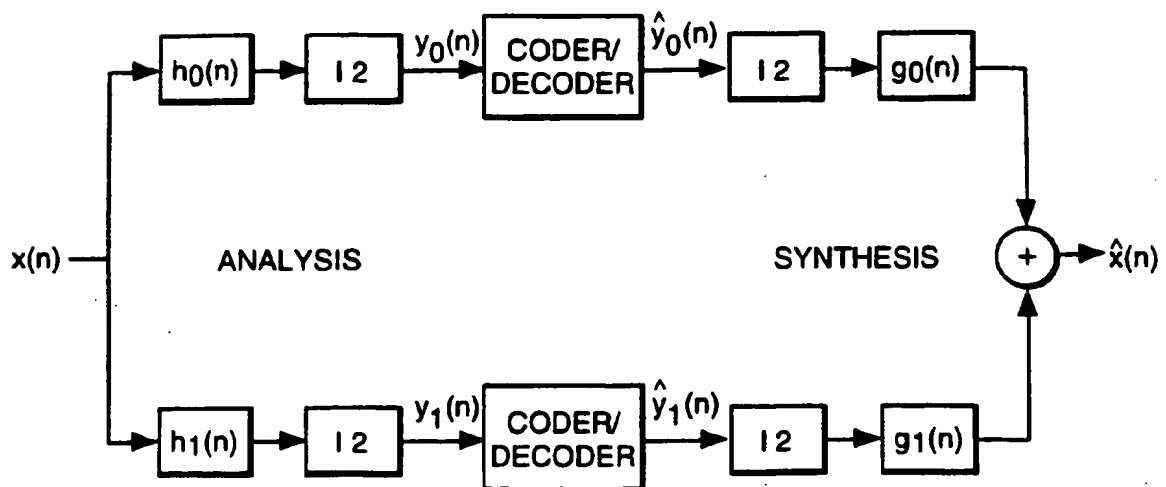 h0(n)
I 2
y0(n)
CODER/
DECODER
ŷ0(n)
I 2
g0(n)
x(n)
ANALYSIS
SYNTHESIS
+
x̂(n)
h1(n)
I 2
y1(n)
CODER/
DECODER
ŷ1(n)
I 2
g1(n)